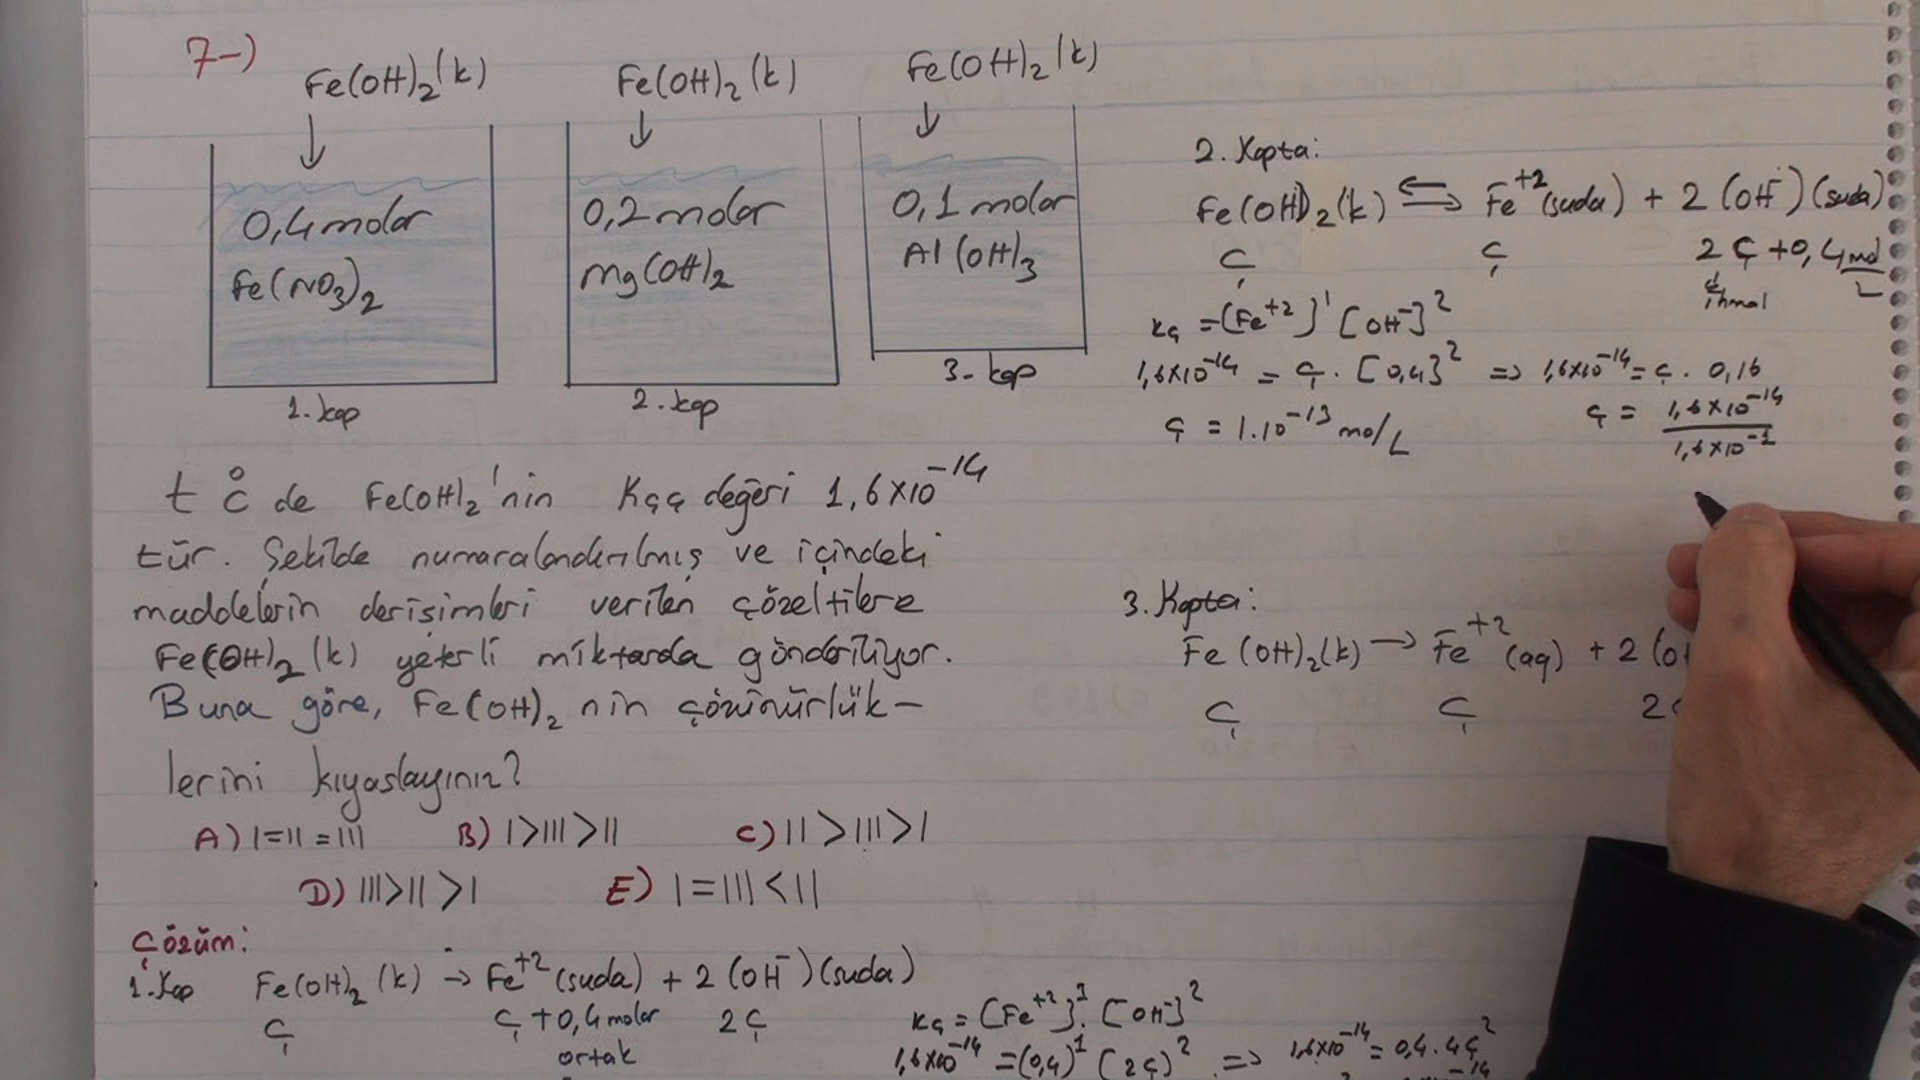 7-)
Fe(OH)₂(k)
Fe(OH)₂(k)
Fe(OH)₂(k)
0,4 molar
Fe(NO₃)₂
1. kap
0,2 molar
Mg(OH)₂
2. kap
0,1 molar
Al(OH)₃
3- kap
t °C de Fe(OH)₂'nin Kçç değeri 1,6x10⁻¹⁴
tür. Şekilde numaralandırılmış ve içindeki
maddelerin derişimleri verilen çözeltilere
Fe(OH)₂(k) yeterli miktarda gönderiliyor.
Buna göre, Fe(OH)₂ nin çözünürlük-
lerini kıyaslayınız?
A) I=II=III B) I>III>II C) II>III>I
D) III>II>I E) I=III<II
Çözüm:
1. Kap Fe(OH)₂(k) → Fe⁺²(suda) + 2(OH⁻)(suda)
Ç Ç+0,4 molar 2Ç
ortak
Kç = [Fe⁺²]¹.[OH⁻]²
1,6x10⁻¹⁴ = (0,4)¹ (2Ç)² => 1,6x10⁻¹⁴ = 0,4.4Ç²
2. Kapta:
Fe(OH)₂(k) ⇌ Fe⁺²(suda) + 2(OH⁻)(suda)
Ç Ç 2Ç+0,4 mol/L
ihmal
Kç = [Fe⁺²]¹ [OH⁻]²
1,6x10⁻¹⁴ = Ç.[0,4]² => 1,6x10⁻¹⁴ = Ç.0,16
Ç = 1.10⁻¹³ mol/L Ç = 1,6x10⁻¹⁴ / 1,6x10⁻¹
3. Kapta:
Fe(OH)₂(k) → Fe⁺²(aq) + 2(O
Ç Ç 2